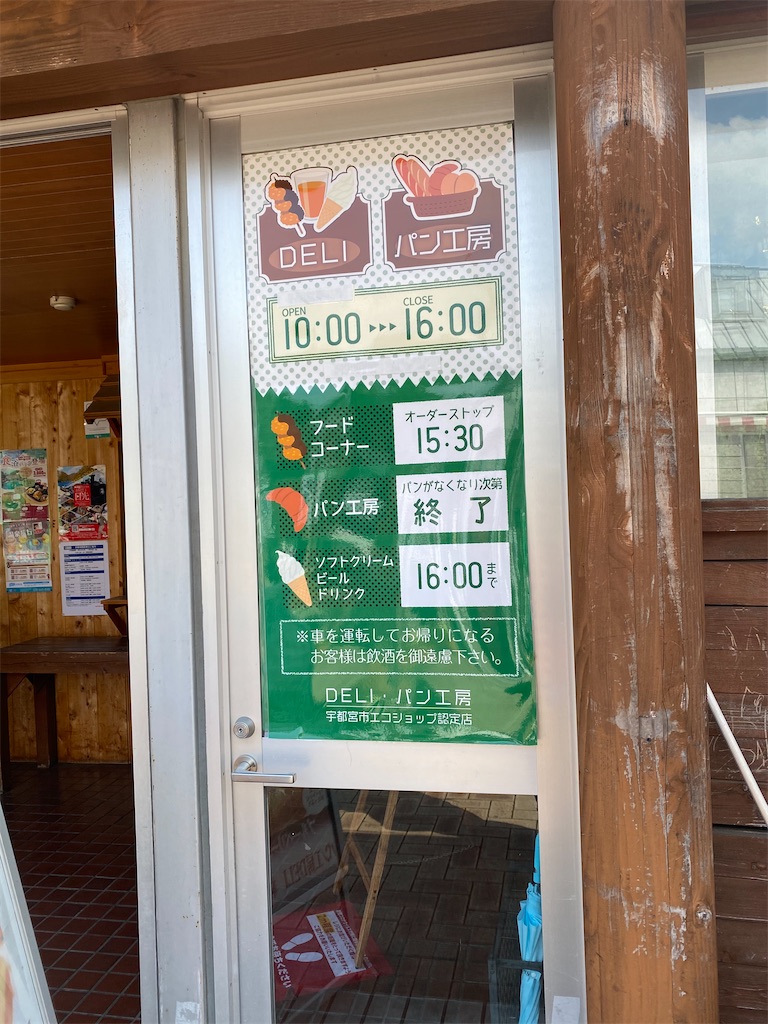 DELI
パン工房
OPEN
CLOSE
10:00 ▸▸▸ 16:00
フード
コーナー
オーダーストップ
15:30
パン工房
パンがなくなり次第
終 了
ソフトクリーム
ビール
ドリンク
16:00まで
※車を運転してお帰りになる
お客様は飲酒を御遠慮下さい。
DELI・パン工房
宇都宮市エコショップ認定店